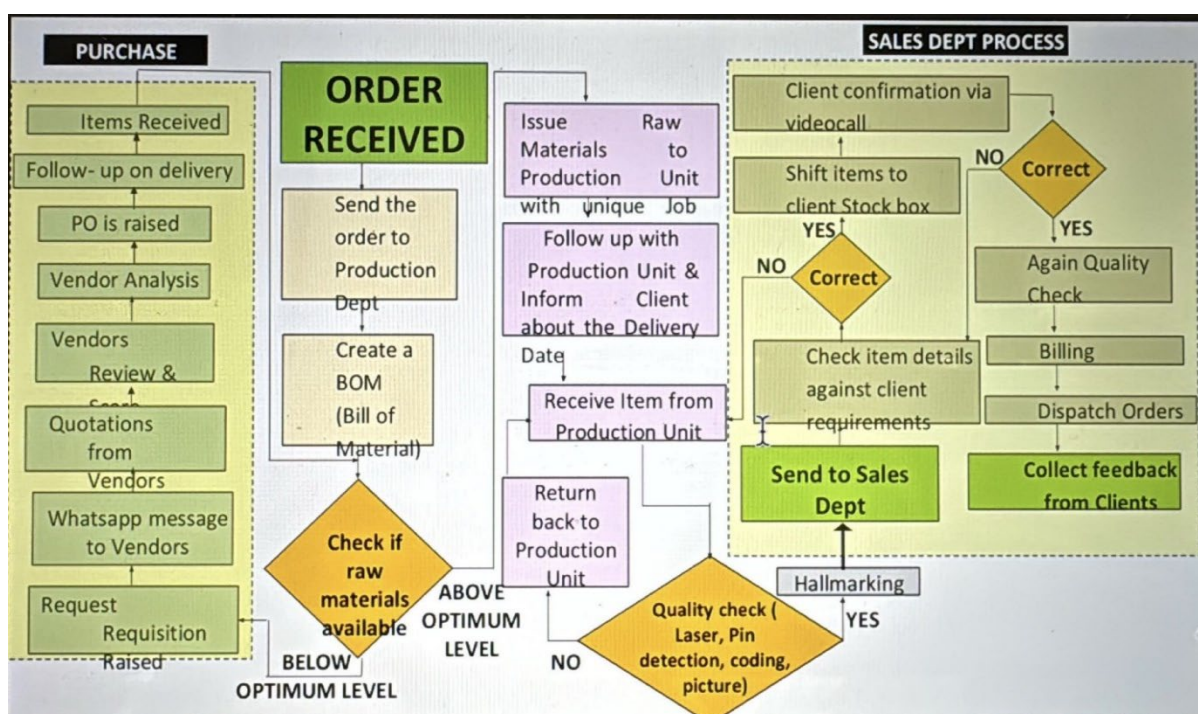 PURCHASE
Items Received
Follow- up on delivery
PO is raised
Vendor Analysis
Vendors
Review &
Quotations
from
Vendors
Whatsapp message
to Vendors
Request
Requisition
Raised
ORDER
RECEIVED
Send the
order to
Production
Dept
Create a
BOM
(Bill of
Material)
Check if
raw
materials
available
BELOW
OPTIMUM LEVEL
ABOVE
OPTIMUM
LEVEL
Issue Raw
Materials to
Production Unit
with unique Job
Follow up with
Production Unit &
Inform Client
about the Delivery
Date
Receive Item from
Production Unit
Return
back to
Production
Unit
Quality check (
Laser, Pin
detection, coding,
picture)
NO
YES
Hallmarking
SALES DEPT PROCESS
Send to Sales
Dept
Check item details
against client
requirements
Correct
NO
YES
Shift items to
client Stock box
Client confirmation via
videocall
Correct
NO
YES
Again Quality
Check
Billing
Dispatch Orders
Collect feedback
from Clients